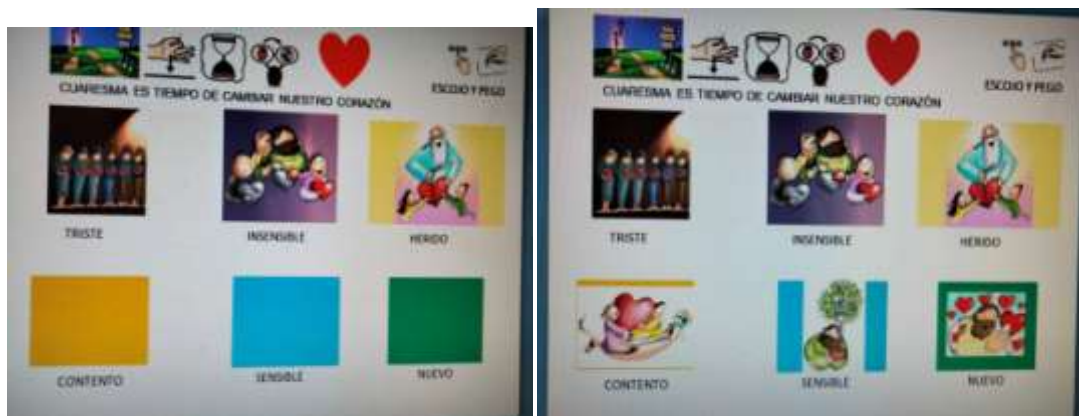 CUARESMA ES TIEMPO DE CAMBIAR NUESTRO CORAZÓN
ESCOJO Y PEGO
TRISTE
INSENSIBLE
HERIDO
CONTENTO
SENSIBLE
NUEVO
CUARESMA ES TIEMPO DE CAMBIAR NUESTRO CORAZÓN
ESCOJO Y PEGO
TRISTE
INSENSIBLE
HERIDO
CONTENTO
SENSIBLE
NUEVO